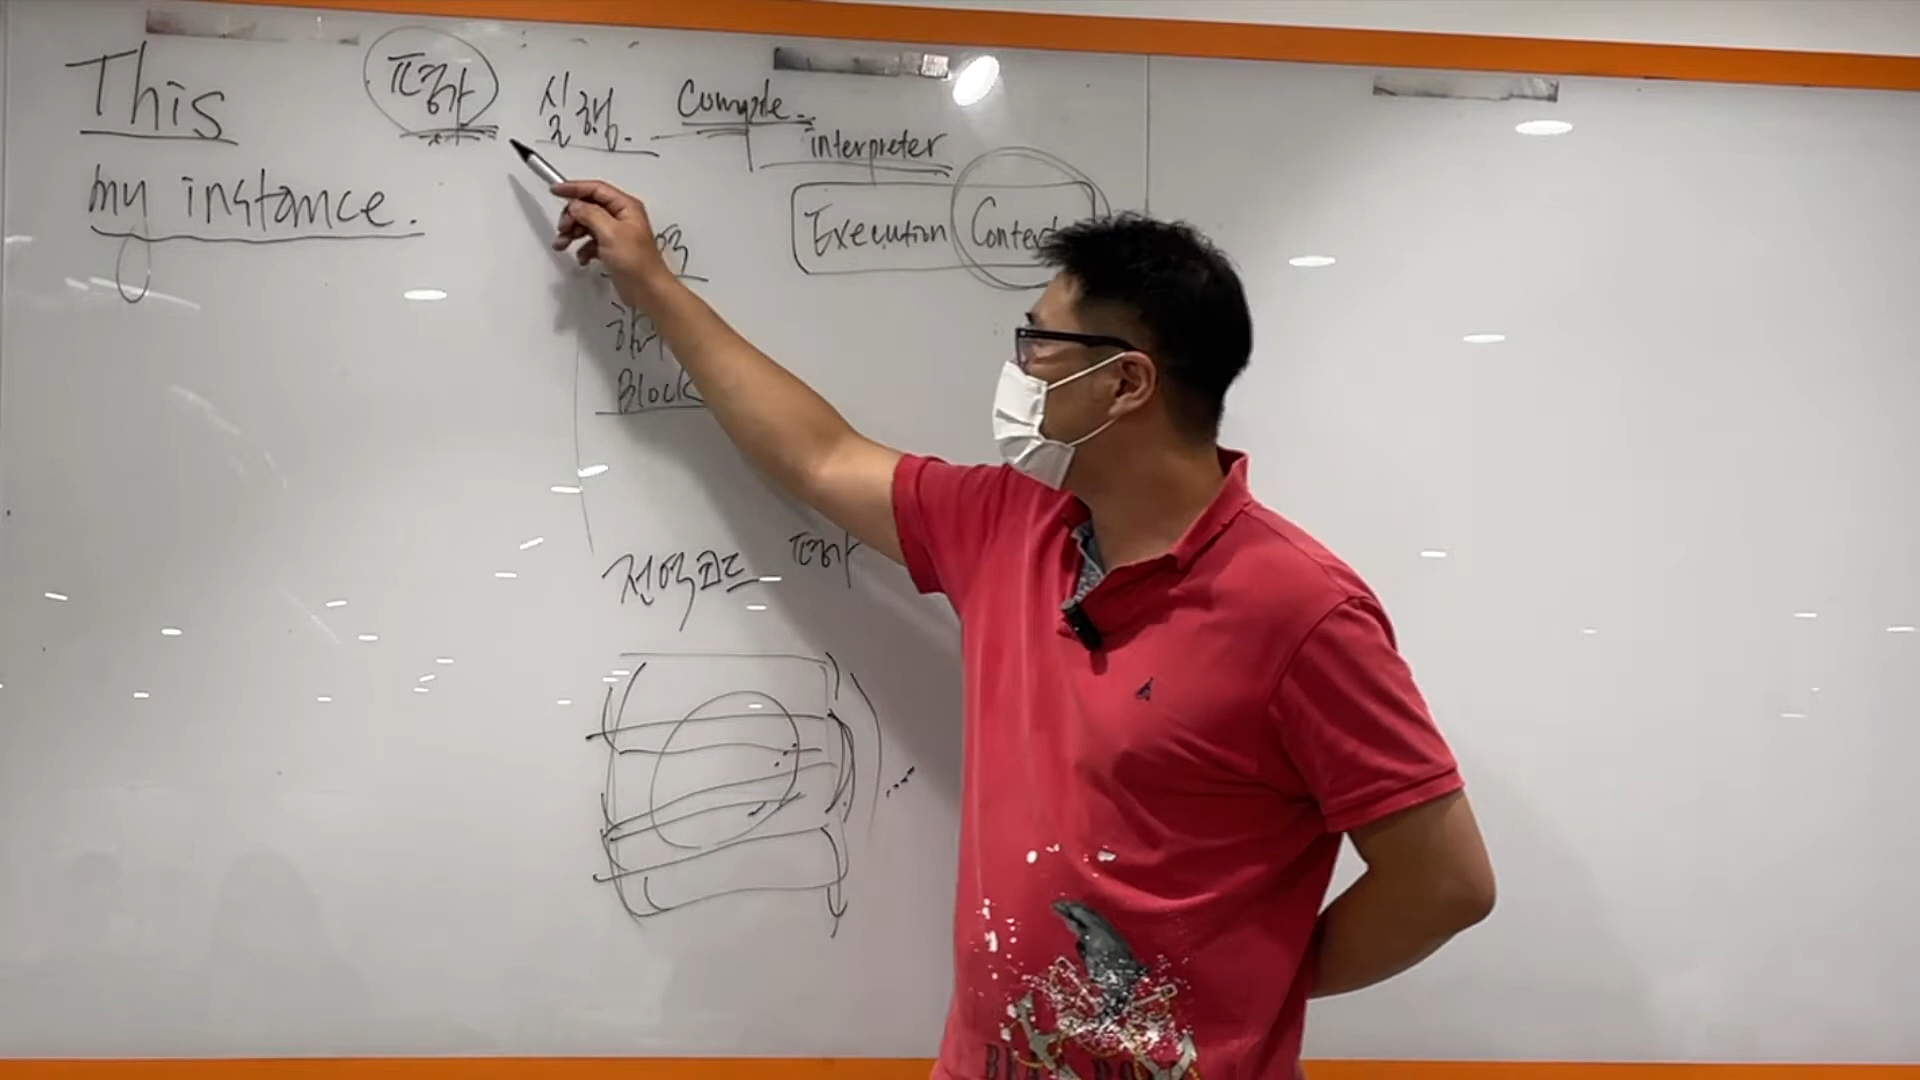 This
my instance.
평가 실행. Compile.
interpreter
Execution Context
Block
전역코드 평가